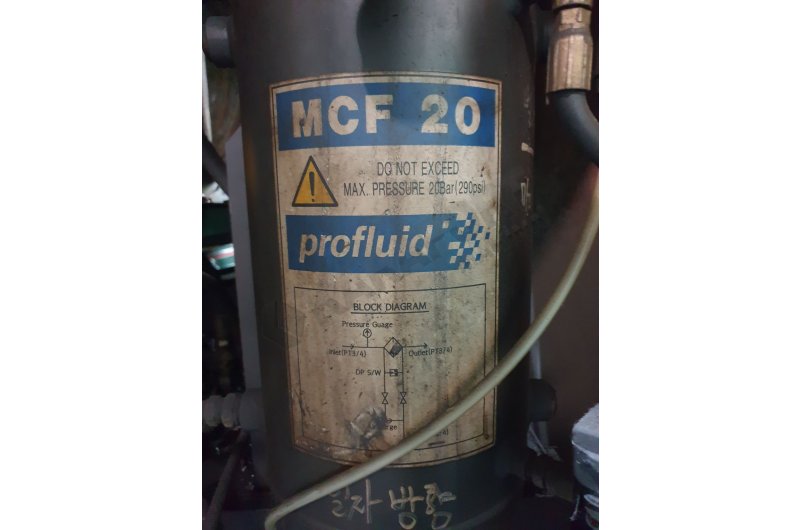 MCF 20
DO NOT EXCEED
MAX. PRESSURE 20Bar(290psi)
profluid
BLOCK DIAGRAM
Pressure Guage
Inlet(PT3/4)
Outlet(PT3/4)
DP S/W
방향